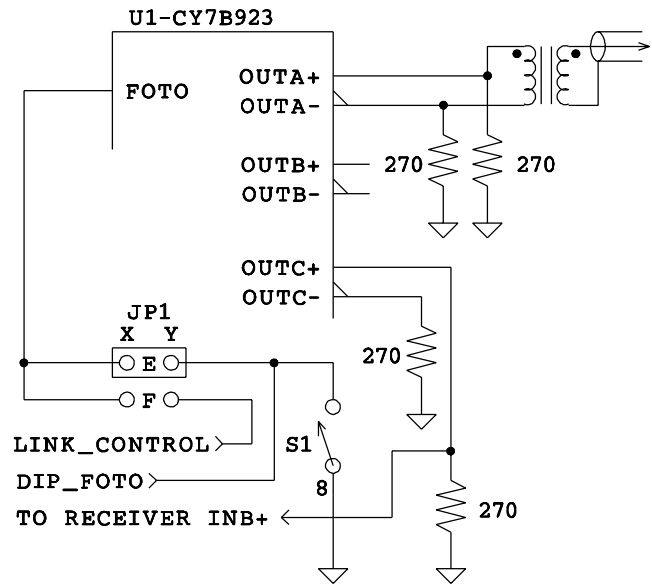 U1-CY7B923
FOTO
OUTA+
OUTA-
270
270
OUTB+
OUTB-
OUTC+
OUTC-
JP1
X Y
E
270
F
LINK_CONTROL
S1
DIP_FOTO
8
TO RECEIVER INB+
270